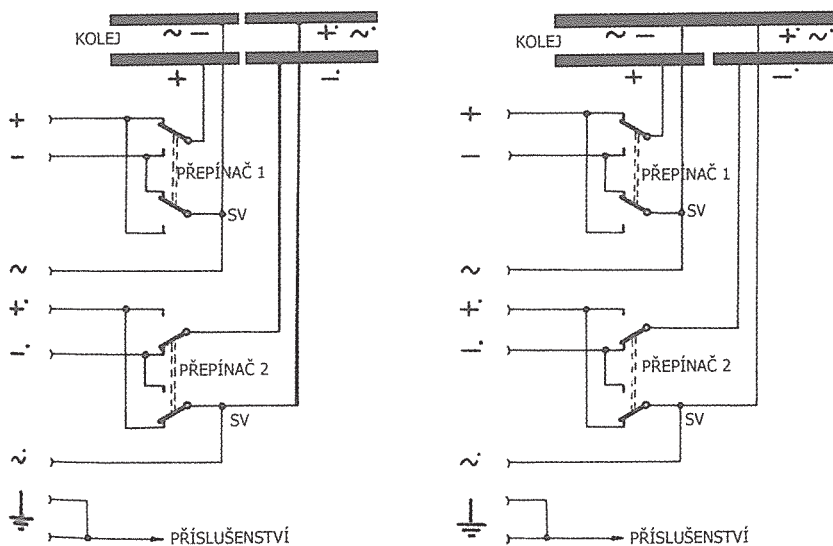 KOLEJ
~ −
+. ~.
+
−.
+
−
PŘEPÍNAČ 1
SV
~
+.
−.
PŘEPÍNAČ 2
SV
~.
PŘÍSLUŠENSTVÍ
KOLEJ
~ −
+. ~.
+
−.
+
−
PŘEPÍNAČ 1
SV
~
+.
−.
PŘEPÍNAČ 2
SV
~.
PŘÍSLUŠENSTVÍ